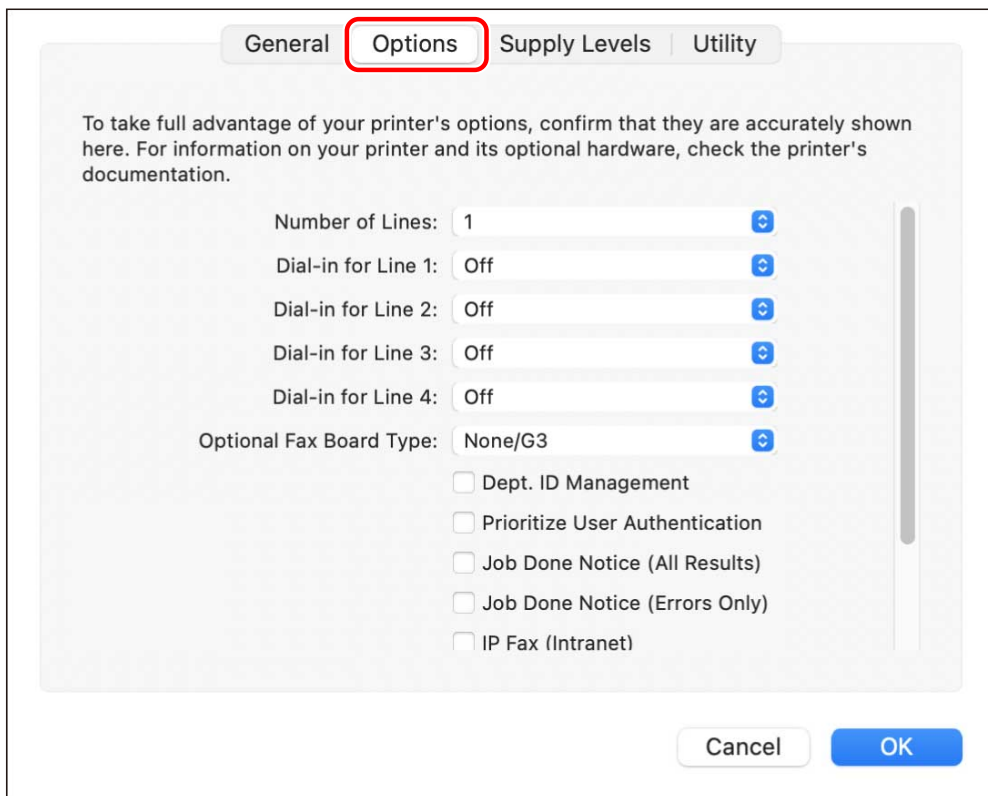 General Options Supply Levels Utility
To take full advantage of your printer's options, confirm that they are accurately shown
here. For information on your printer and its optional hardware, check the printer's
documentation.
Number of Lines: 1
Dial-in for Line 1: Off
Dial-in for Line 2: Off
Dial-in for Line 3: Off
Dial-in for Line 4: Off
Optional Fax Board Type: None/G3
Dept. ID Management
Prioritize User Authentication
Job Done Notice (All Results)
Job Done Notice (Errors Only)
IP Fax (Intranet)
Cancel OK